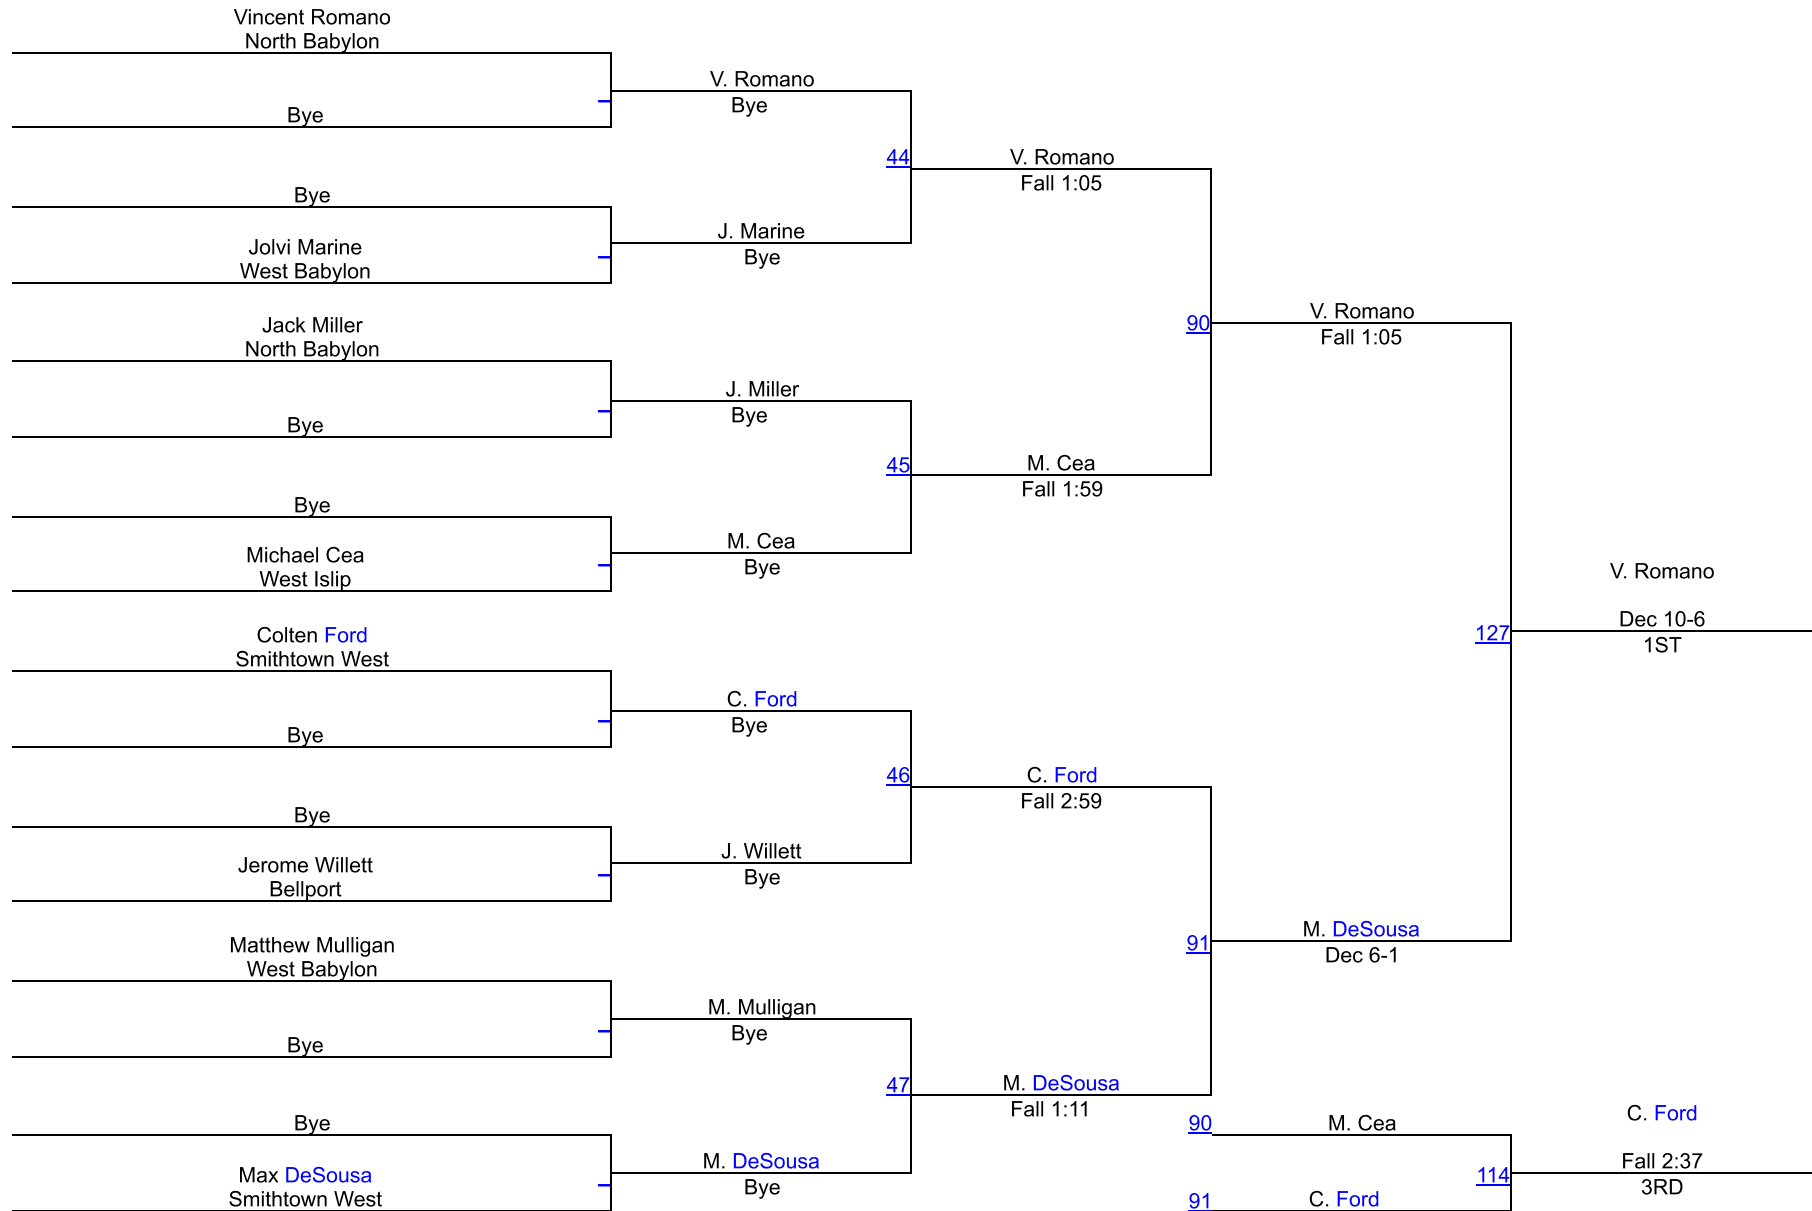 Vincent Romano
North Babylon
Bye
Bye
Jolvi Marine
West Babylon
Jack Miller
North Babylon
Bye
Bye
Michael Cea
West Islip
Colten Ford
Smithtown West
Bye
Bye
Jerome Willett
Bellport
Matthew Mulligan
West Babylon
Bye
Bye
Max DeSousa
Smithtown West
V. Romano
Bye
44
J. Marine
Bye
J. Miller
Bye
45
M. Cea
Bye
C. Ford
Bye
46
J. Willett
Bye
M. Mulligan
Bye
47
M. DeSousa
Bye
V. Romano
Fall 1:05
90
M. Cea
Fall 1:59
C. Ford
Fall 2:59
91
M. DeSousa
Fall 1:11
V. Romano
Fall 1:05
127
M. DeSousa
Dec 6-1
V. Romano
Dec 10-6
1ST
90
M. Cea
114
91
C. Ford
C. Ford
Fall 2:37
3RD